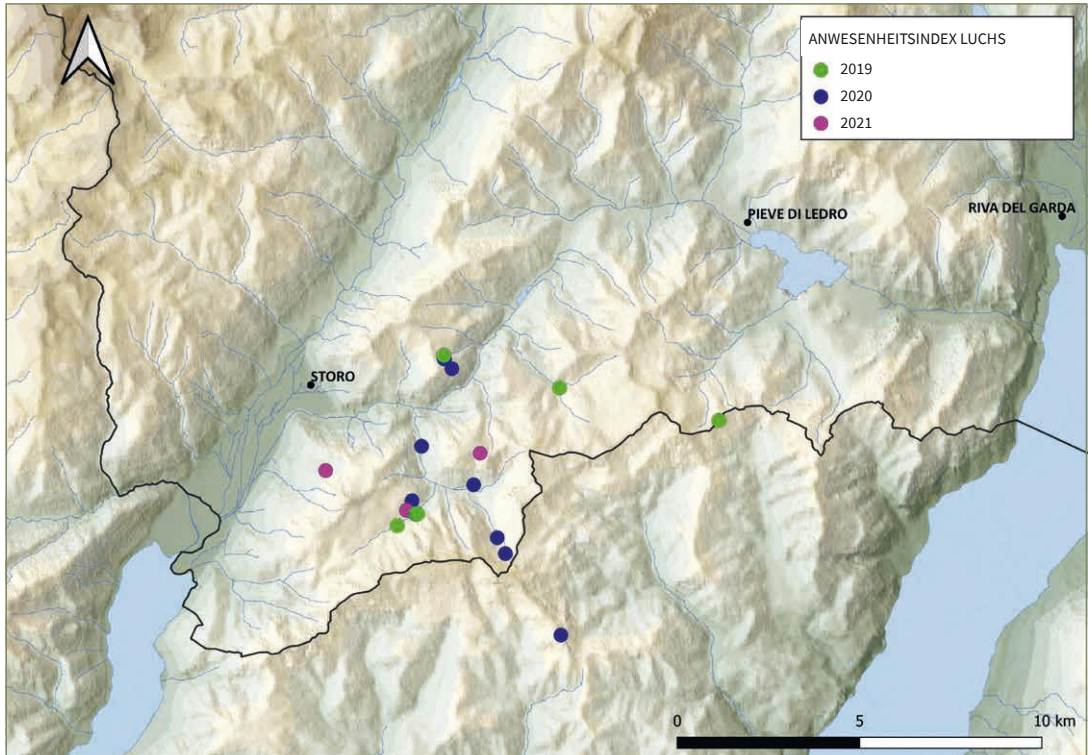 ANWESENHEITSINDEX LUCHS
2019
2020
2021
PIEVE DI LEDRO
RIVA DEL GARDA
STORO
0 5 10 km